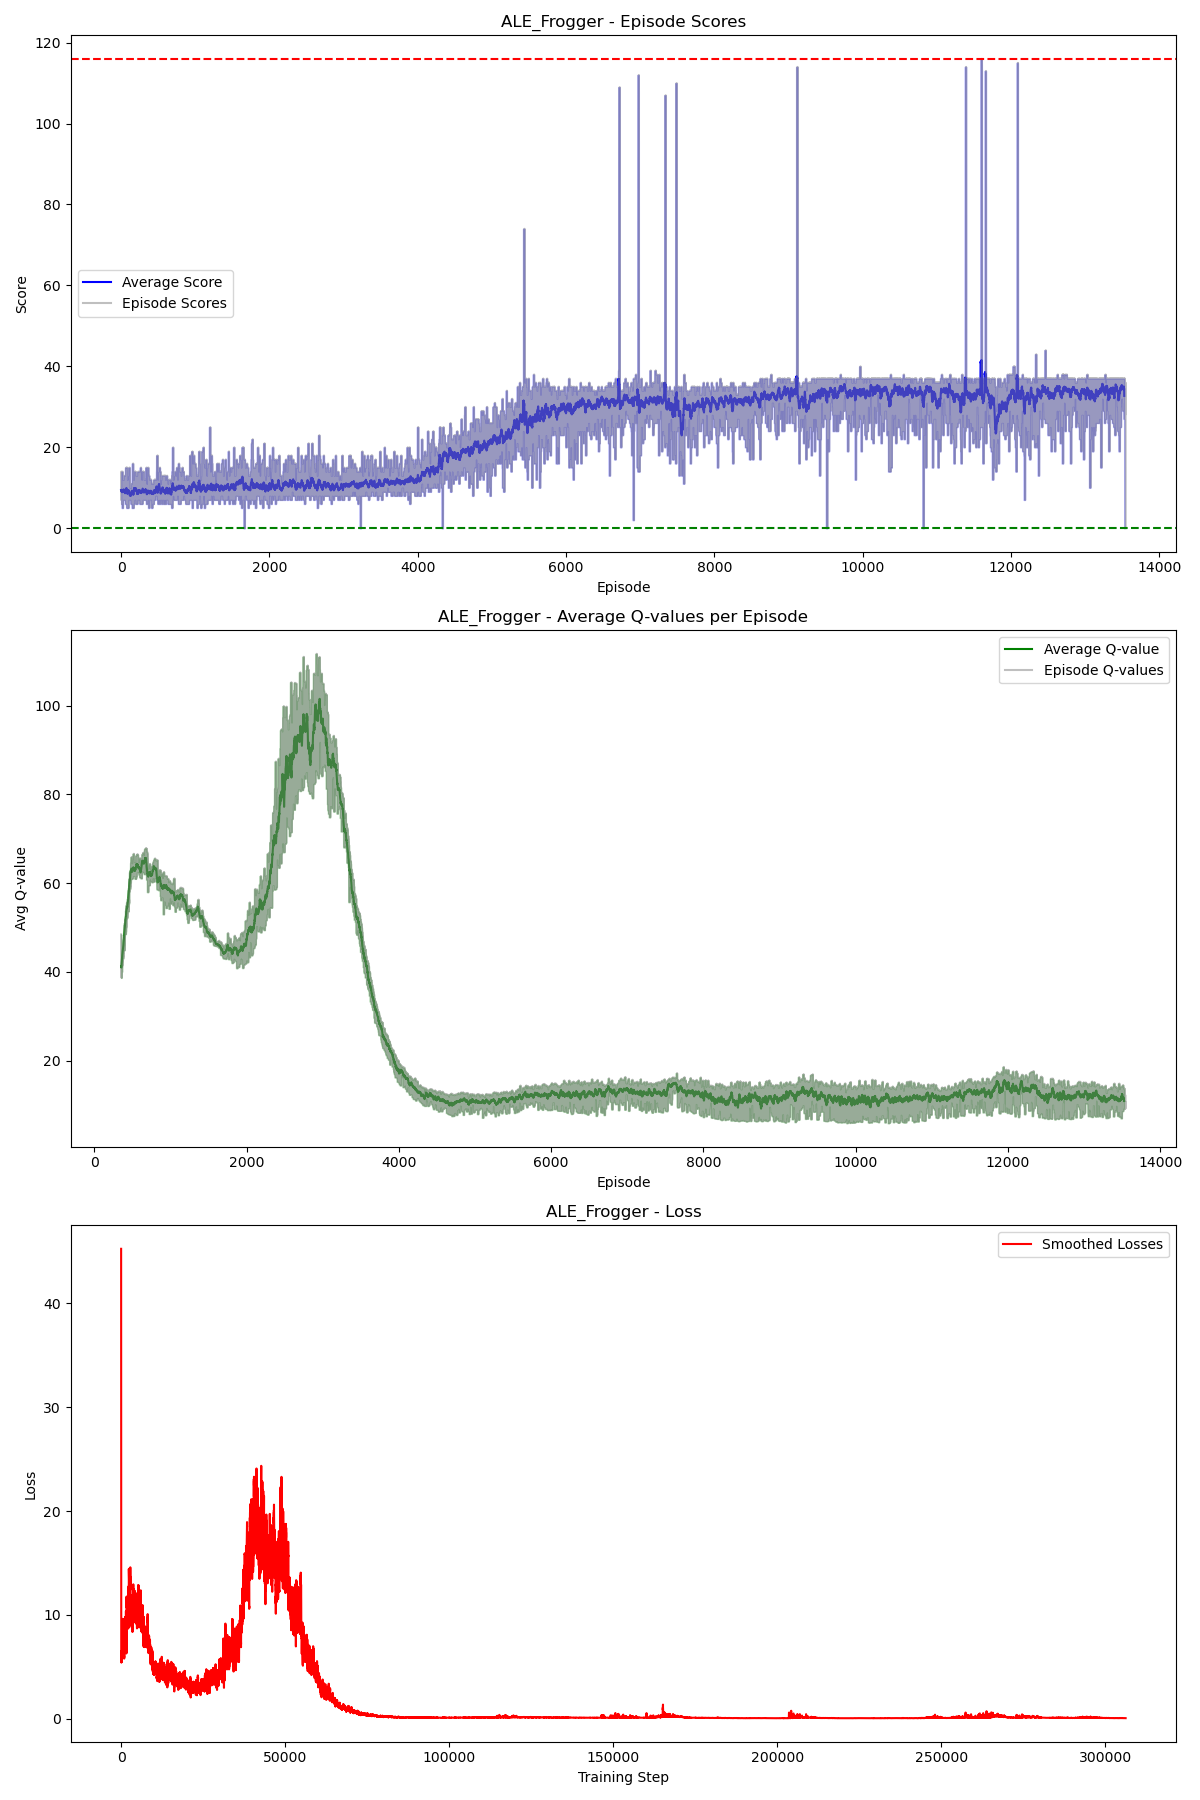 ALE_Frogger - Episode Scores
120
100
80
60
40
20
0
Score
Average Score
Episode Scores
0 2000 4000 6000 8000 10000 12000 14000
Episode
ALE_Frogger - Average Q-values per Episode
100
80
60
40
20
Avg Q-value
Average Q-value
Episode Q-values
0 2000 4000 6000 8000 10000 12000 14000
Episode
ALE_Frogger - Loss
40
30
20
10
0
Loss
Smoothed Losses
0 50000 100000 150000 200000 250000 300000
Training Step